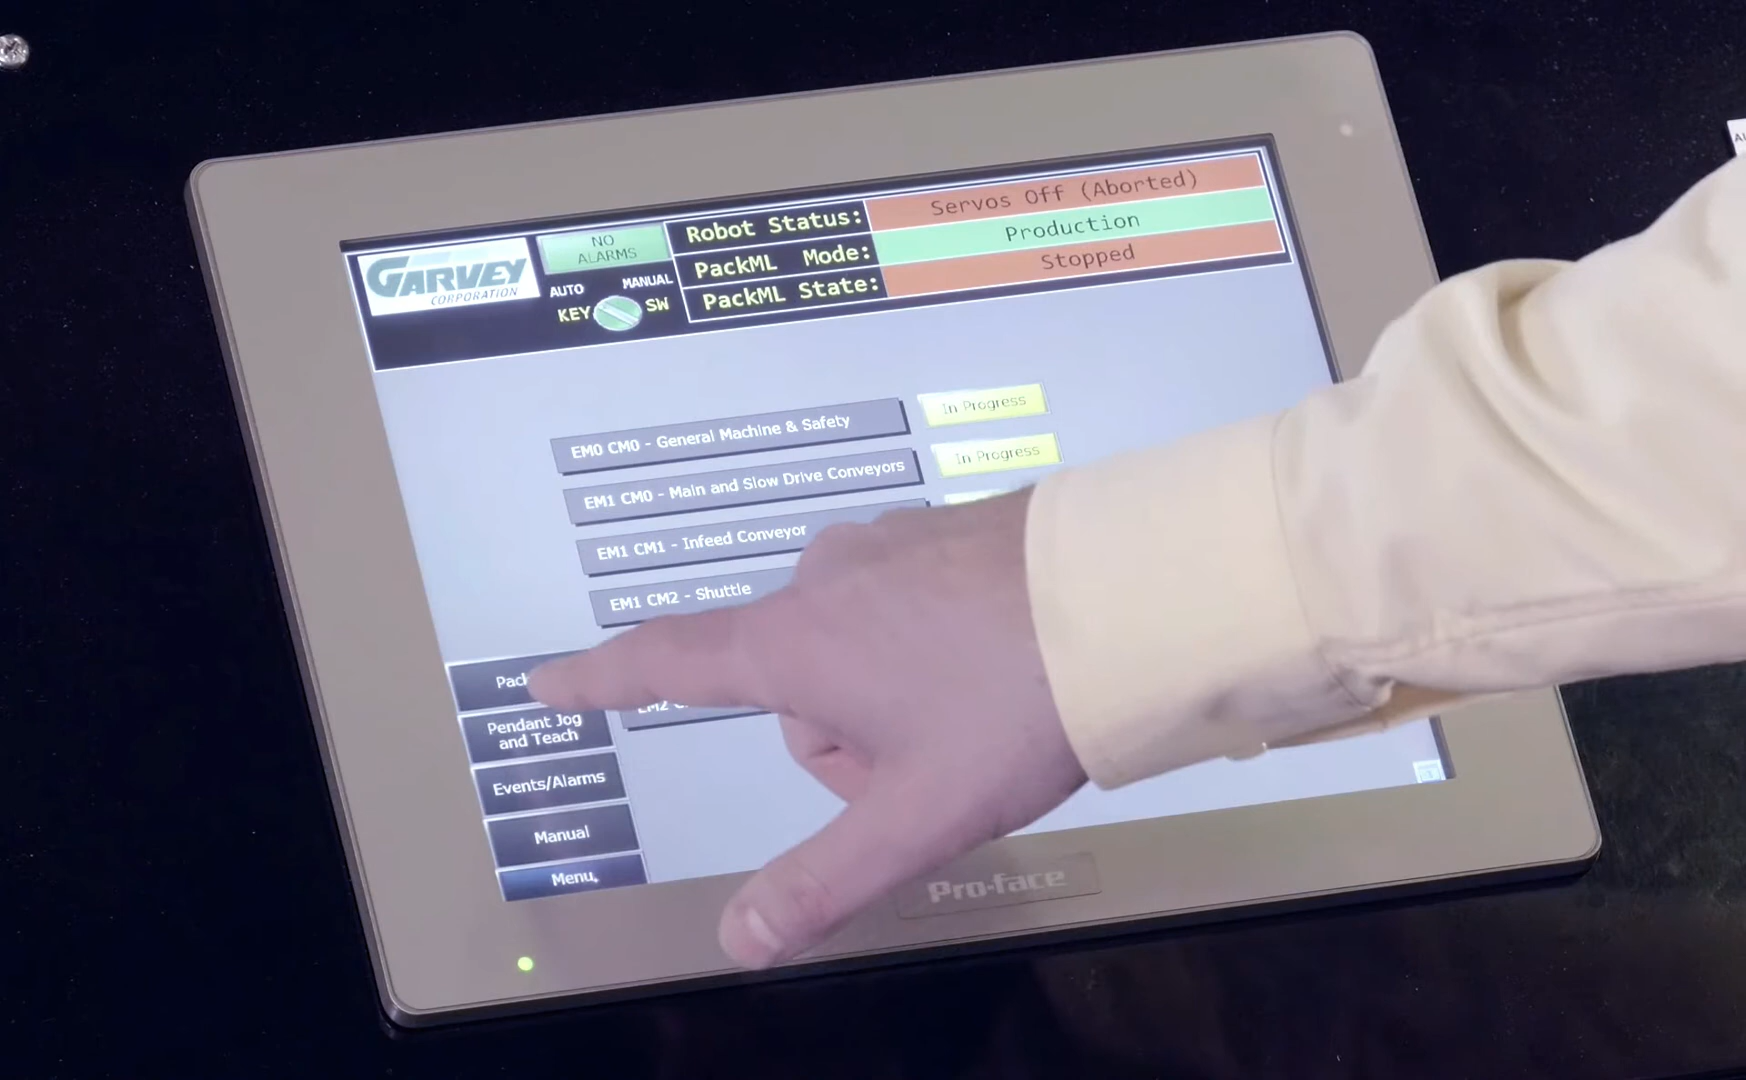 GARVEY
CORPORATION
NO
ALARMS
AUTO MANUAL
KEY SW
Robot Status: Servos Off (Aborted)
PackML Mode: Production
PackML State: Stopped
EM0 CM0 - General Machine & Safety In Progress
EM1 CM0 - Main and Slow Drive Conveyors In Progress
EM1 CM1 - Infeed Conveyor
EM1 CM2 - Shuttle
EM2
Pendant Jog
and Teach
Events/Alarms
Manual
Menu
Pro-face